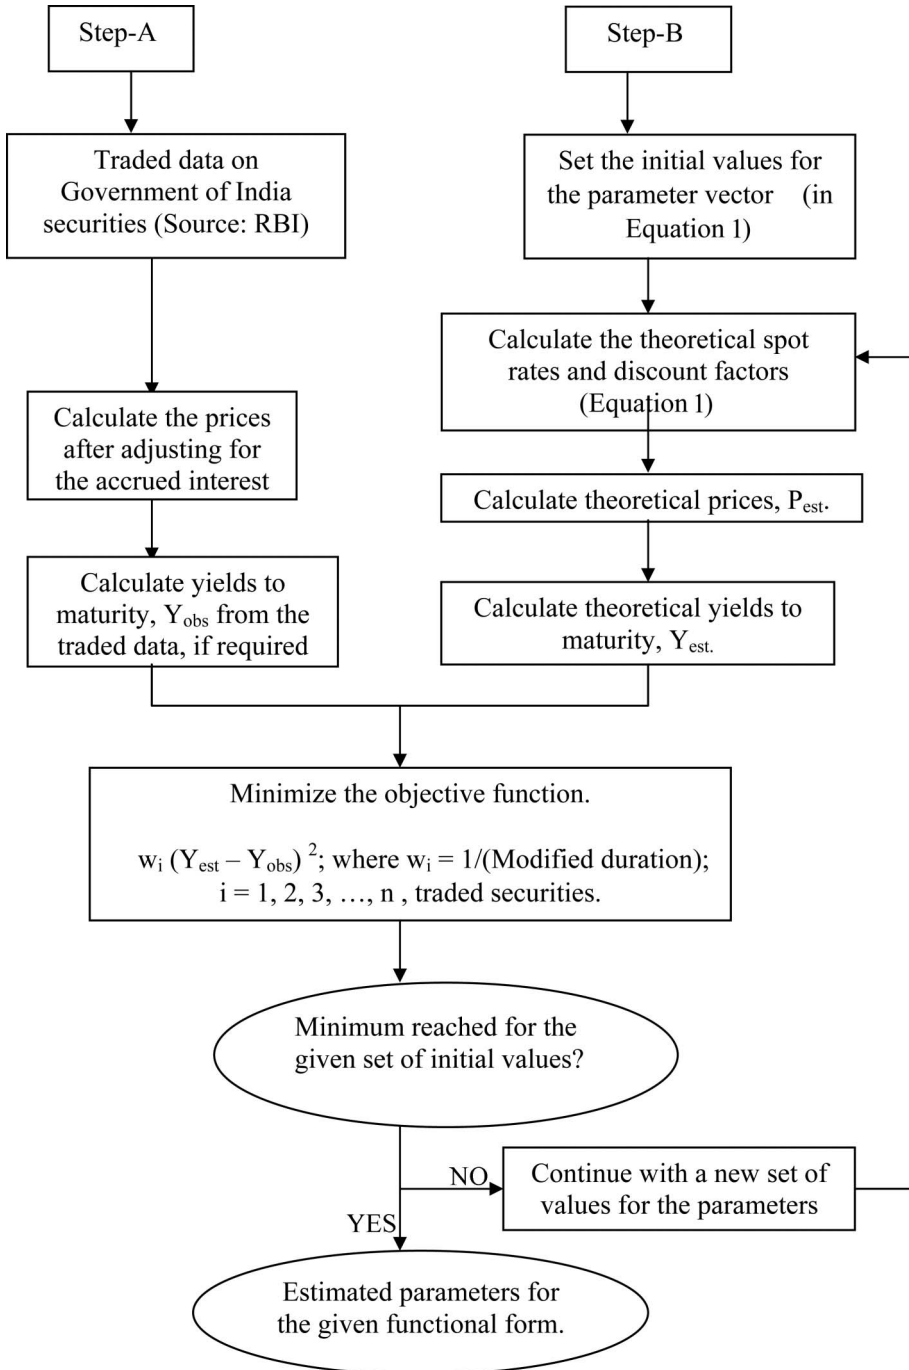 Step-A
Traded data on
Government of India
securities (Source: RBI)
Calculate the prices
after adjusting for
the accrued interest
Calculate yields to
maturity, Yobs from the
traded data, if required
Step-B
Set the initial values for
the parameter vector (in
Equation 1)
Calculate the theoretical spot
rates and discount factors
(Equation 1)
Calculate theoretical prices, Pest.
Calculate theoretical yields to
maturity, Yest.
Minimize the objective function.
wi (Yest – Yobs) ²; where wi = 1/(Modified duration);
i = 1, 2, 3, …, n , traded securities.
Minimum reached for the
given set of initial values?
NO
Continue with a new set of
values for the parameters
YES
Estimated parameters for
the given functional form.